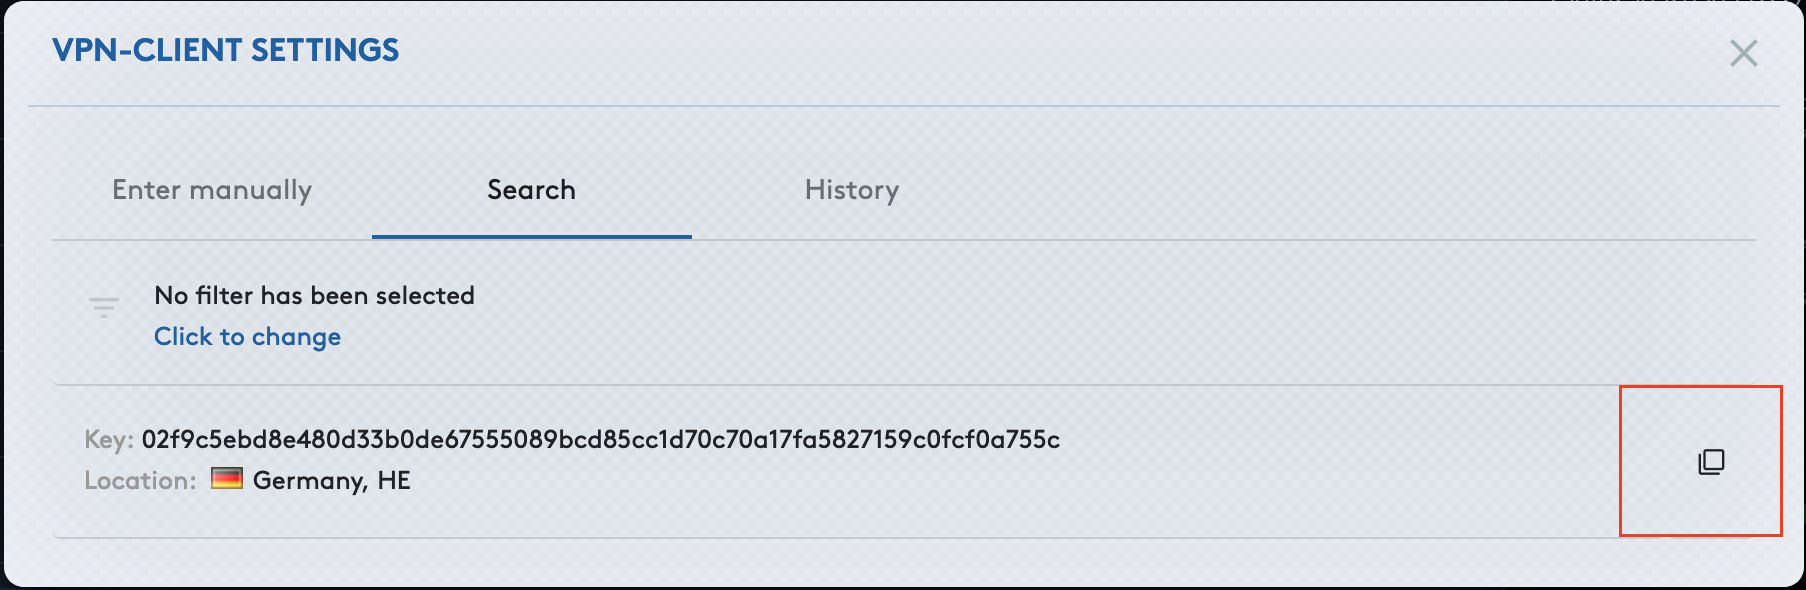 VPN-CLIENT SETTINGS
Enter manually
Search
History
No filter has been selected
Click to change
Key: 02f9c5ebd8e480d33b0de67555089bcd85cc1d70c70a17fa5827159c0fcf0a755c
Location: Germany, HE